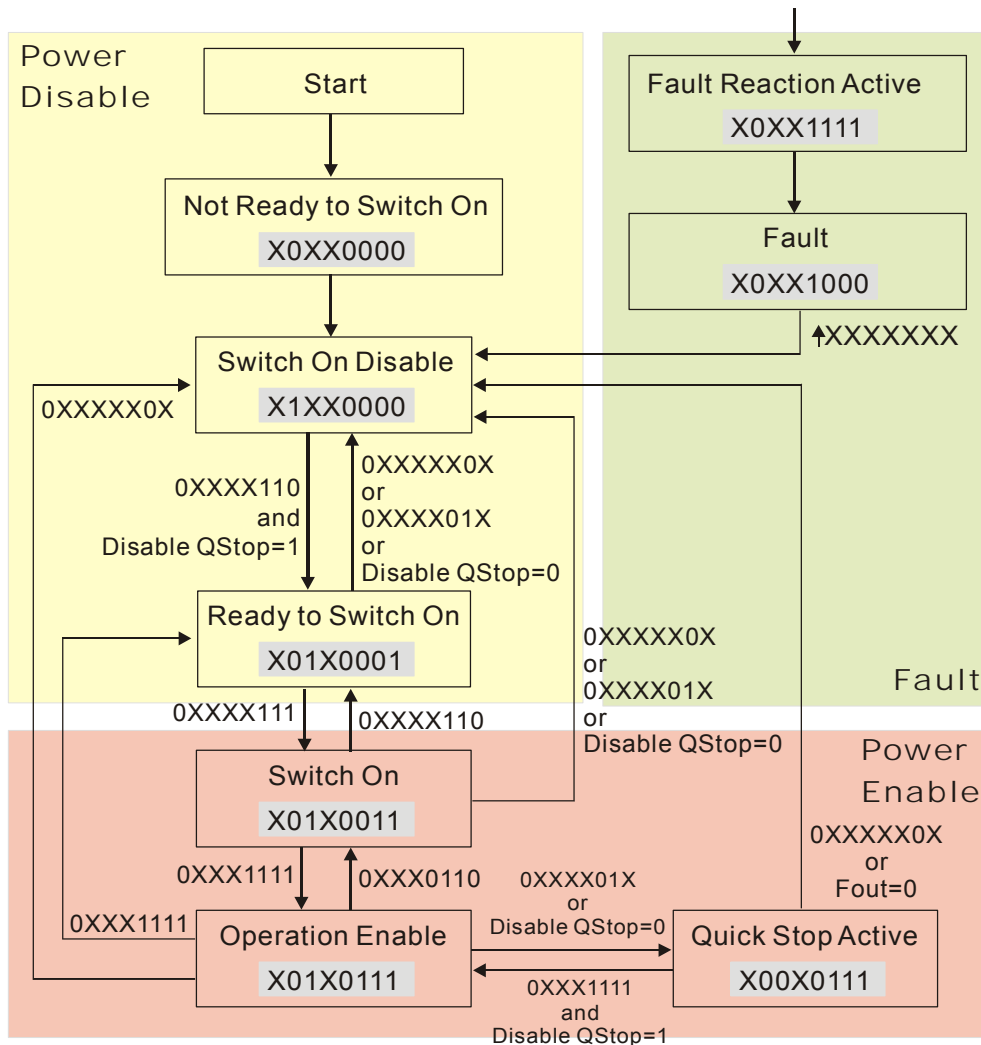 Power
Disable
Start
Not Ready to Switch On
X0XX0000
Switch On Disable
X1XX0000
0XXXXX0X
0XXXX110
and
Disable QStop=1
0XXXXX0X
or
0XXXX01X
or
Disable QStop=0
Ready to Switch On
X01X0001
0XXXX111
0XXXX110
Fault Reaction Active
X0XX1111
Fault
X0XX1000
XXXXXXX
Fault
0XXXXX0X
or
0XXXX01X
or
Disable QStop=0
Power
Enable
Switch On
X01X0011
0XXX1111
0XXX0110
0XXX1111
Operation Enable
X01X0111
0XXXX01X
or
Disable QStop=0
0XXX1111
and
Disable QStop=1
0XXXXX0X
or
Fout=0
Quick Stop Active
X00X0111